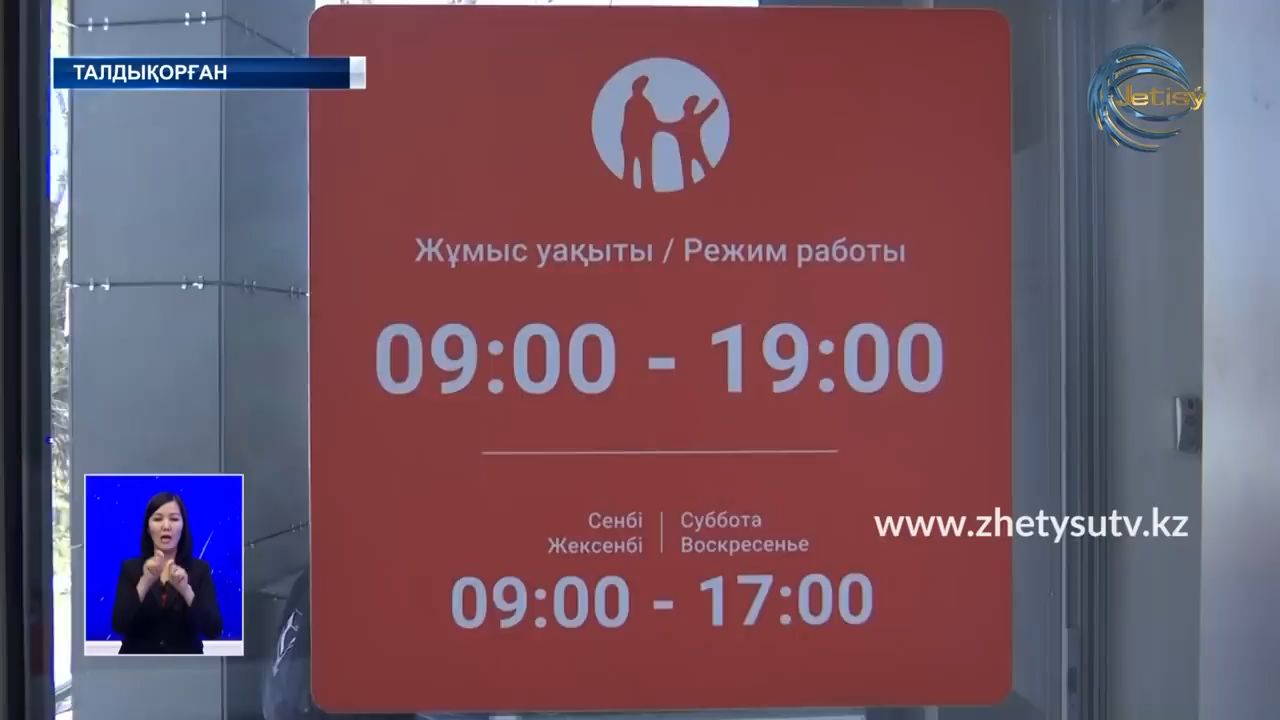 ТАЛДЫҚОРҒАН
Jetisý
Жұмыс уақыты / Режим работы
09:00 - 19:00
Сенбі | Суббота
Жексенбі | Воскресенье
09:00 - 17:00
www.zhetysutv.kz